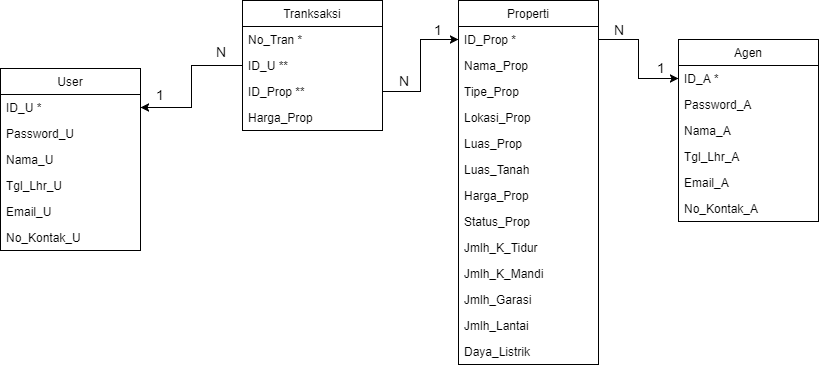 User
ID_U *
Password_U
Nama_U
Tgl_Lhr_U
Email_U
No_Kontak_U
1
N
Tranksaksi
No_Tran *
ID_U **
ID_Prop **
Harga_Prop
N
1
Properti
ID_Prop *
Nama_Prop
Tipe_Prop
Lokasi_Prop
Luas_Prop
Luas_Tanah
Harga_Prop
Status_Prop
Jmlh_K_Tidur
Jmlh_K_Mandi
Jmlh_Garasi
Jmlh_Lantai
Daya_Listrik
N
1
Agen
ID_A *
Password_A
Nama_A
Tgl_Lhr_A
Email_A
No_Kontak_A